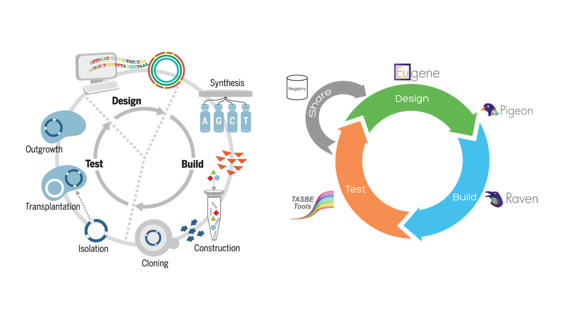 Design
Synthesis
A G C T
Build
Construction
Cloning
Isolation
Transplantation
Outgrowth
Test
Eugene
Registry
Share
Design
Pigeon
Build
Raven
Test
TASBE
Tools